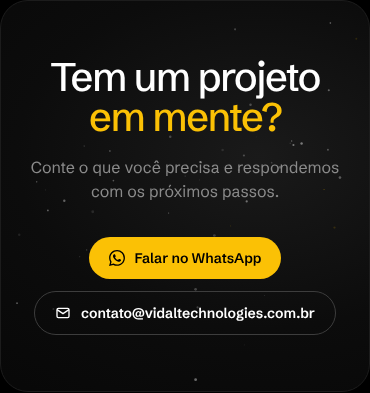 Tem um projeto
em mente?
Conte o que você precisa e respondemos
com os próximos passos.
Falar no WhatsApp
contato@vidaltechnologies.com.br